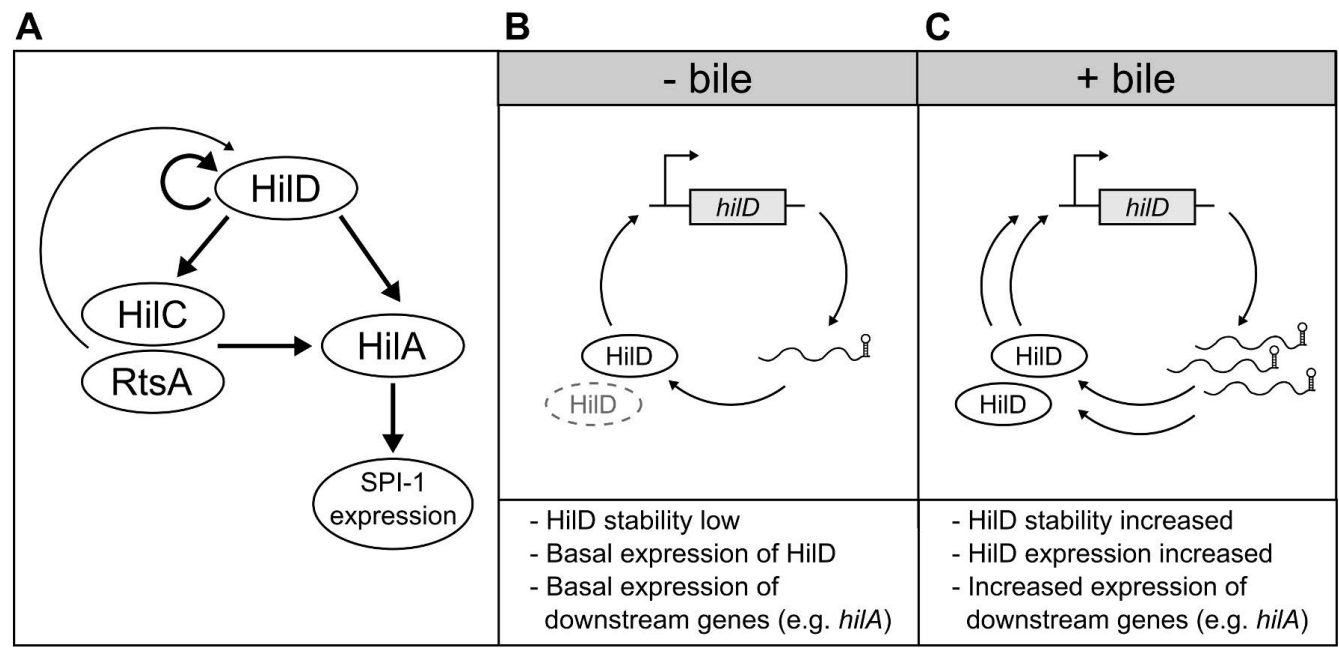 A
HilD
HilC
RtsA
HilA
SPI-1
expression
B
- bile
hilD
HilD
HilD
- HilD stability low
- Basal expression of HilD
- Basal expression of
downstream genes (e.g. hilA)
C
+ bile
hilD
HilD
HilD
- HilD stability increased
- HilD expression increased
- Increased expression of
downstream genes (e.g. hilA)